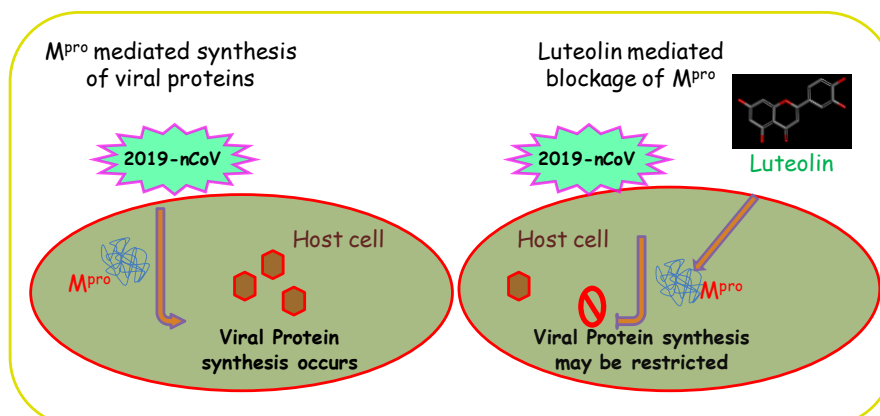 Mpro mediated synthesis
of viral proteins
2019-nCoV
Host cell
Mpro
Viral Protein
synthesis occurs
Luteolin mediated
blockage of Mpro
Luteolin
2019-nCoV
Host cell
Mpro
Viral Protein synthesis
may be restricted